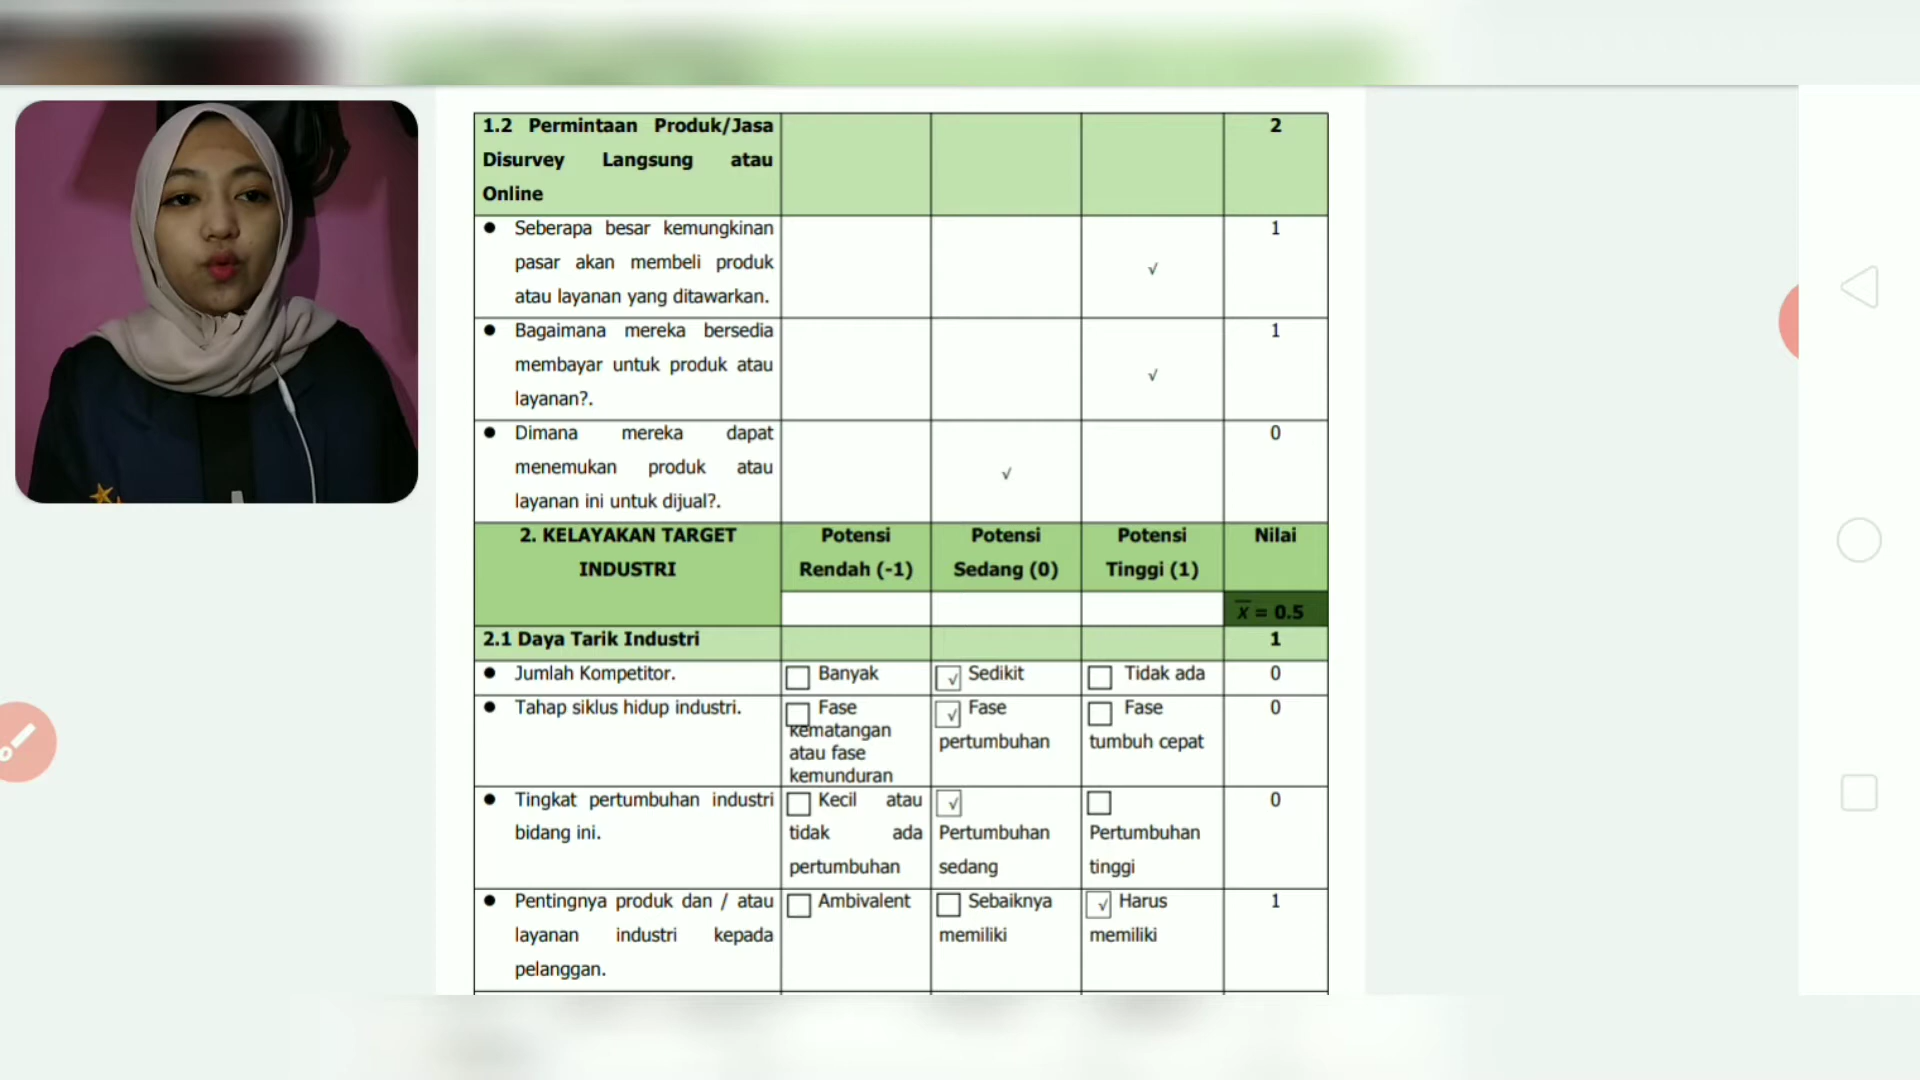 1.2 Permintaan Produk/Jasa
Disurvey Langsung atau
Online
2
Seberapa besar kemungkinan
pasar akan membeli produk
atau layanan yang ditawarkan.
√
1
Bagaimana mereka bersedia
membayar untuk produk atau
layanan?.
√
1
Dimana mereka dapat
menemukan produk atau
layanan ini untuk dijual?.
√
0
2. KELAYAKAN TARGET
INDUSTRI
Potensi
Rendah (-1)
Potensi
Sedang (0)
Potensi
Tinggi (1)
Nilai
x̅ = 0.5
2.1 Daya Tarik Industri
1
Jumlah Kompetitor.
Banyak
√ Sedikit
Tidak ada
0
Tahap siklus hidup industri.
Fase
kematangan
atau fase
kemunduran
√ Fase
pertumbuhan
Fase
tumbuh cepat
0
Tingkat pertumbuhan industri
bidang ini.
Kecil atau
tidak ada
pertumbuhan
√
Pertumbuhan
sedang
Pertumbuhan
tinggi
0
Pentingnya produk dan / atau
layanan industri kepada
pelanggan.
Ambivalent
Sebaiknya
memiliki
√ Harus
memiliki
1